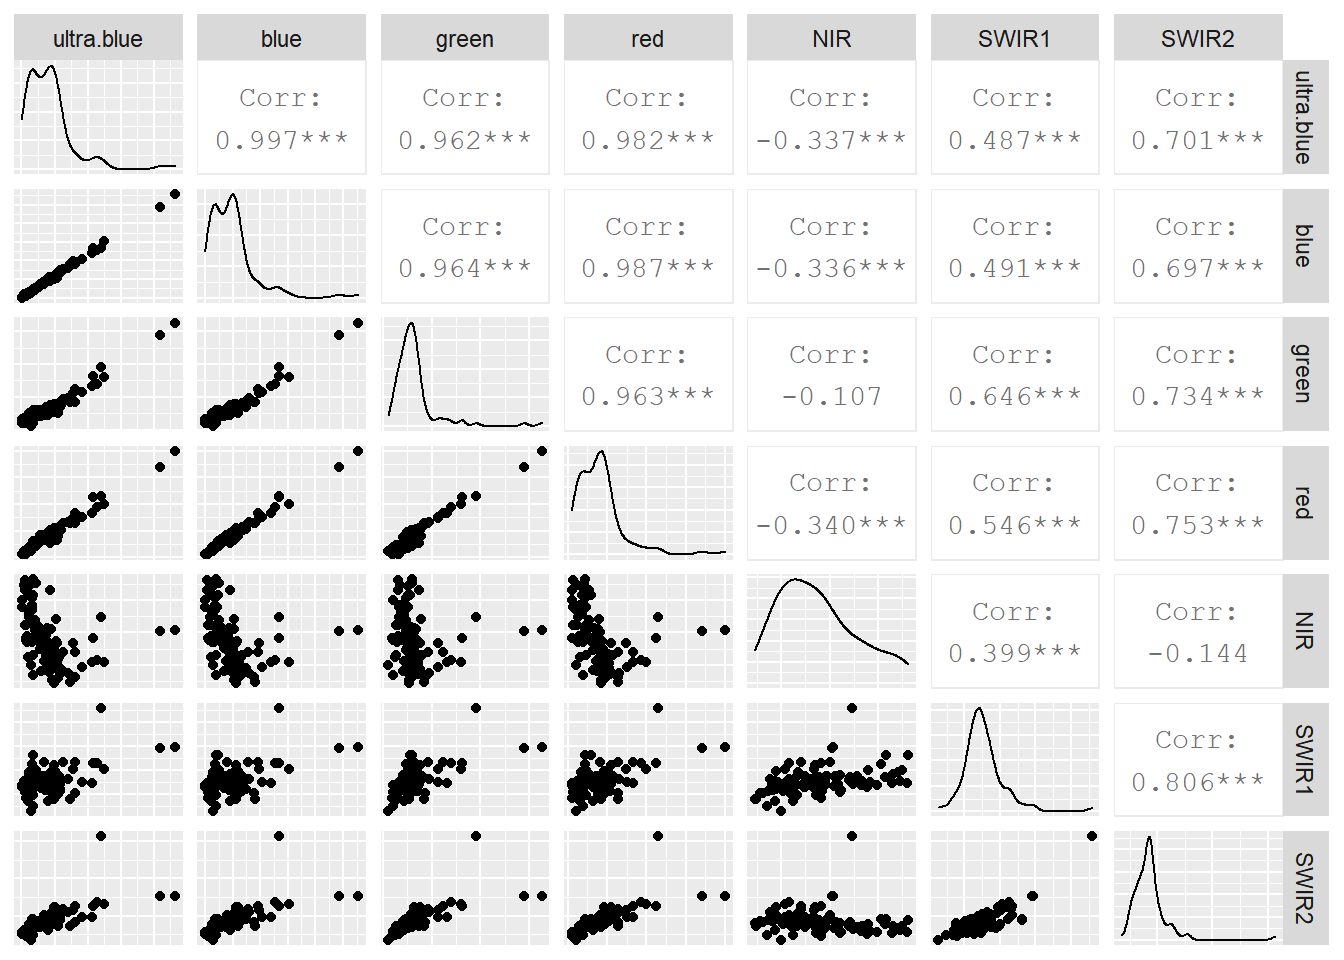 ultra.blue blue green red NIR SWIR1 SWIR2
Corr: Corr: Corr: Corr: Corr: Corr: ultra.blue
0.997*** 0.962*** 0.982*** -0.337*** 0.487*** 0.701***
Corr: Corr: Corr: Corr: Corr: blue
0.964*** 0.987*** -0.336*** 0.491*** 0.697***
Corr: Corr: Corr: Corr: green
0.963*** -0.107 0.646*** 0.734***
Corr: Corr: Corr: red
-0.340*** 0.546*** 0.753***
Corr: Corr: NIR
0.399*** -0.144
Corr: SWIR1
0.806***
SWIR2